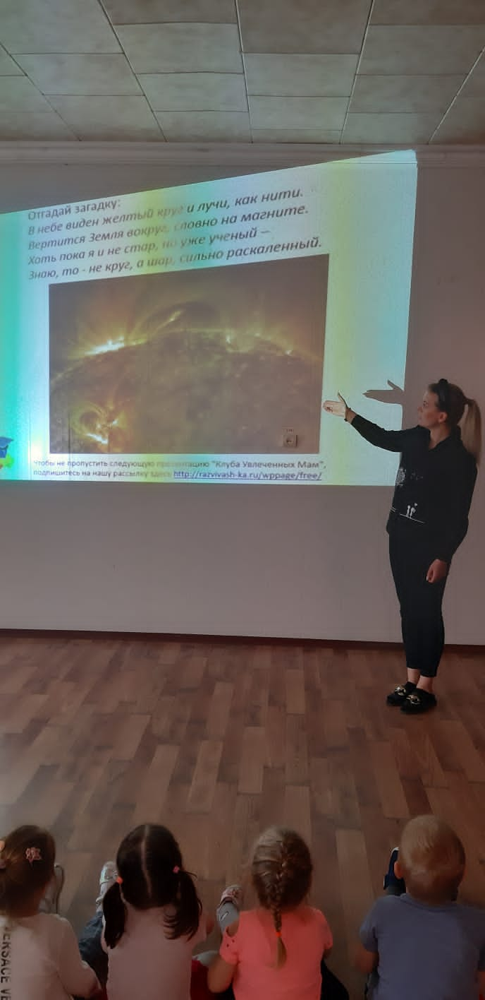 Отгадай загадку:
В небе виден желтый круг и лучи, как нити.
Вертится Земля вокруг, словно на магните.
Хоть пока я и не стар, но уже ученый –
Знаю, то - не круг, а шар, сильно раскаленный.
Чтобы не пропустить следующую презентацию "Клуба Увлеченных Мам",
подпишитесь на нашу рассылку здесь http://razvivash-ka.ru/wppage/free/
VERSACE VE